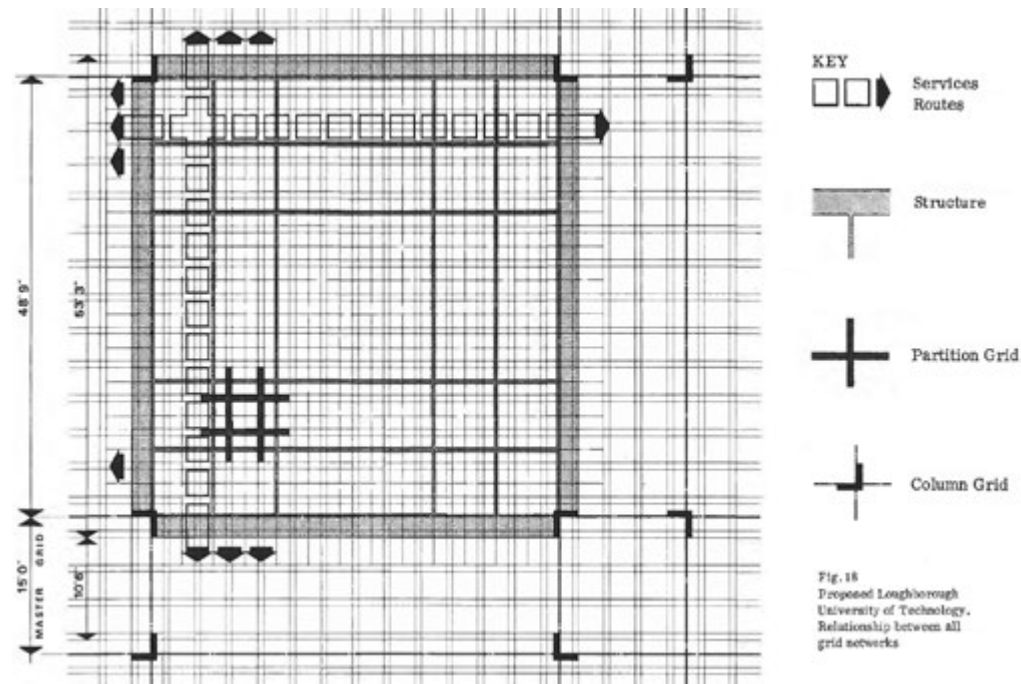 48'9"
53'3"
15'0"
MASTER GRID
10'6"
KEY
Services
Routes
Structure
Partition Grid
Column Grid
Fig. 18
Proposed Loughborough
University of Technology.
Relationship between all
grid networks